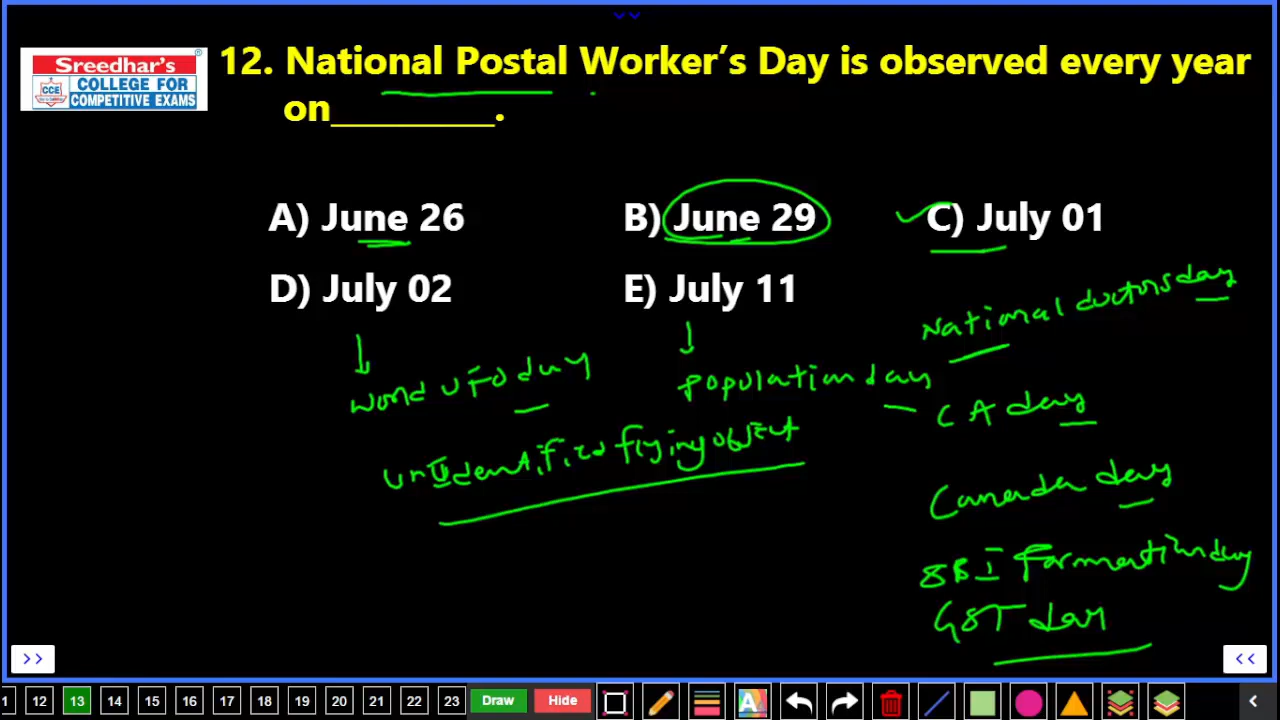 Sreedhar's
CCE
COLLEGE FOR
COMPETITIVE EXAMS
12. National Postal Worker's Day is observed every year
on_________.
A) June 26
B) June 29
C) July 01
D) July 02
E) July 11
World UFO day
unIdentified flying object
Population day
National doctors day
CA day
Canada day
SBI Formation day
GST day
>>
<<
1 12 13 14 15 16 17 18 19 20 21 22 23 Draw Hide A <